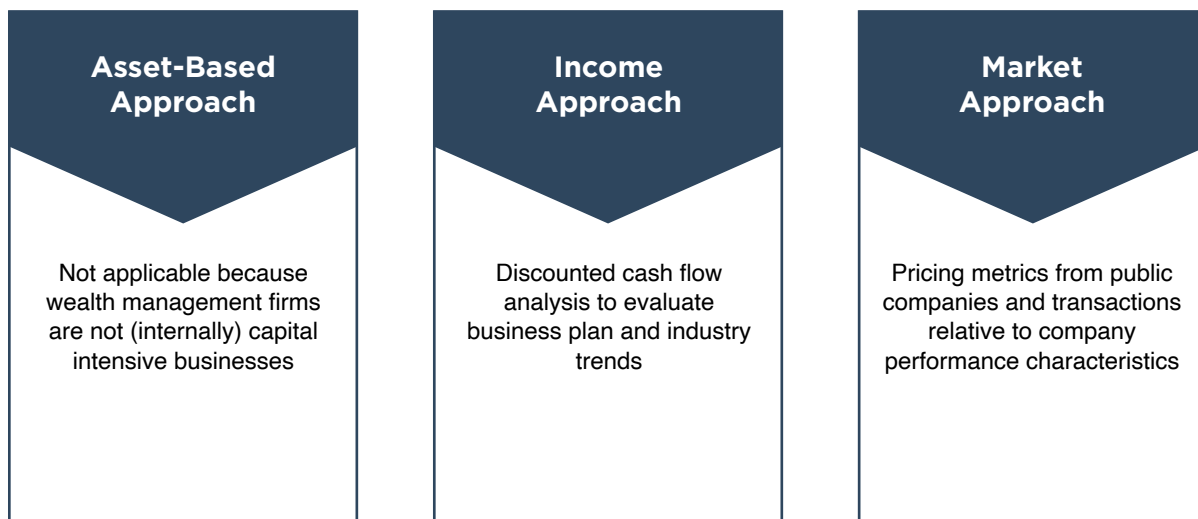 Asset-Based
Approach
Not applicable because
wealth management firms
are not (internally) capital
intensive businesses
Income
Approach
Discounted cash flow
analysis to evaluate
business plan and industry
trends
Market
Approach
Pricing metrics from public
companies and transactions
relative to company
performance characteristics